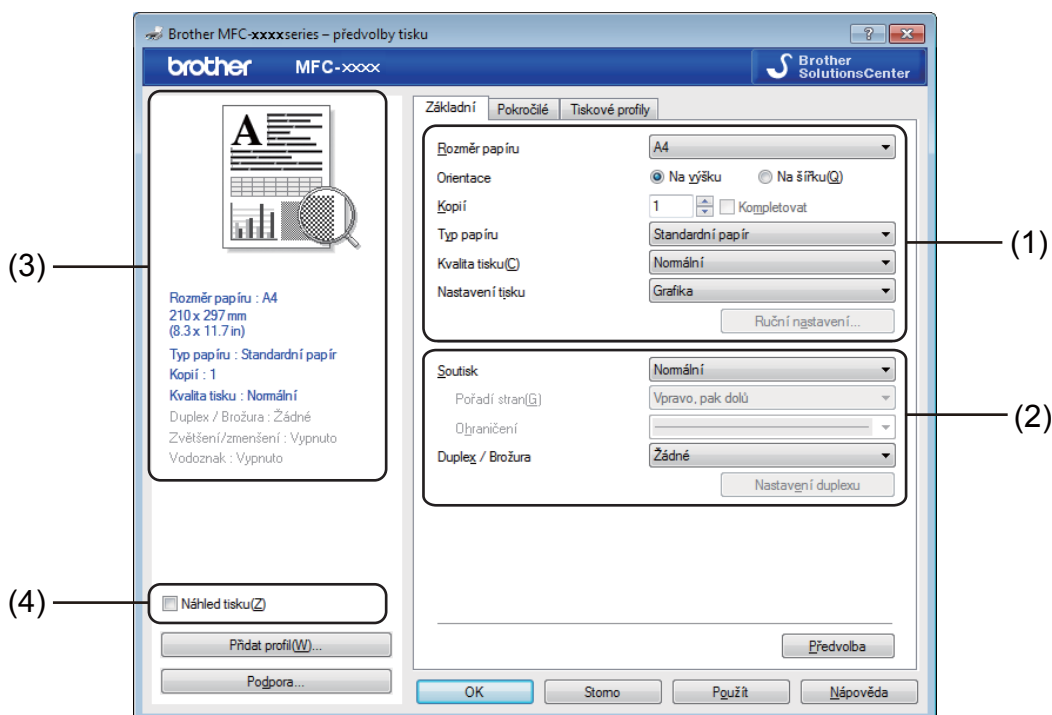 Brother MFC-xxxxseries – předvolby tisku
brother MFC-xxxx
Brother
SolutionsCenter
A
Rozměr papíru : A4
210 x 297 mm
(8.3 x 11.7 in)
Typ papíru : Standardní papír
Kopií : 1
Kvalita tisku : Normální
Duplex / Brožura : Žádné
Zvětšení/zmenšení : Vypnuto
Vodoznak : Vypnuto
(3)
Náhled tisku(Z)
(4)
Přidat profil(W)...
Podpora...
Základní Pokročilé Tiskové profily
Rozměr papíru A4
Orientace Na výšku Na šířku(Q)
Kopií 1 Kompletovat
Typ papíru Standardní papír
Kvalita tisku(C) Normální
Nastavení tisku Grafika
Ruční nastavení...
(1)
Soutisk Normální
Pořadí stran(G) Vpravo, pak dolů
Ohraničení
Duplex / Brožura Žádné
Nastavení duplexu
(2)
Předvolba
OK Storno Použít Nápověda